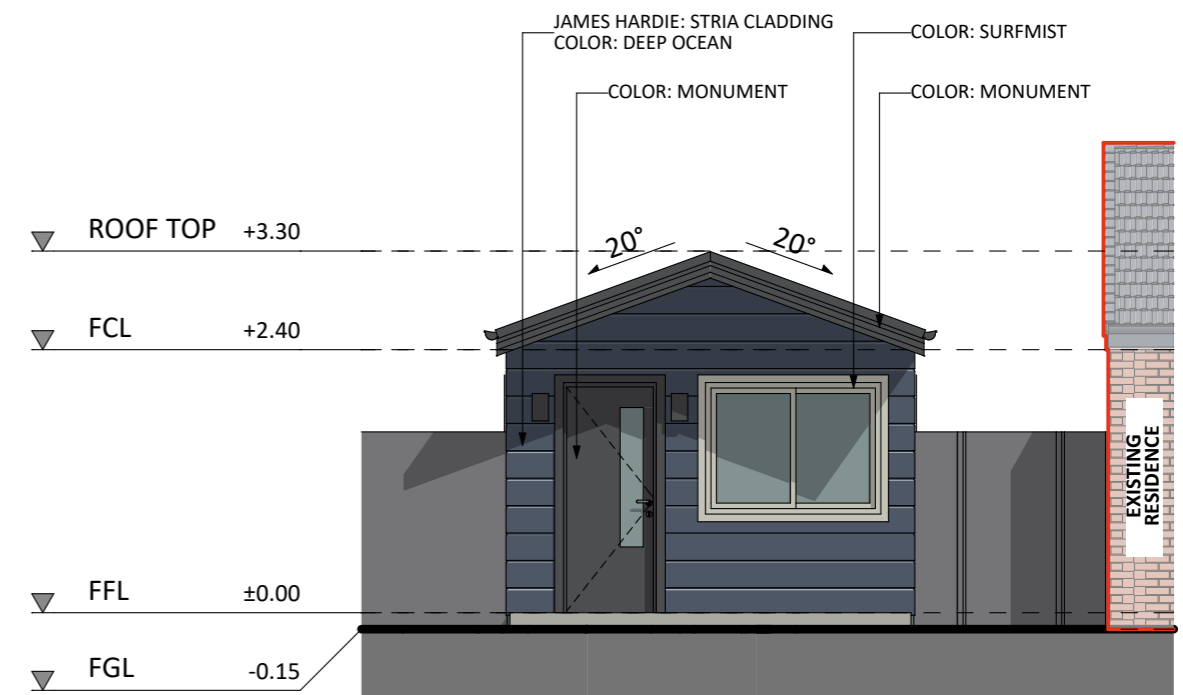 JAMES HARDIE: STRIA CLADDING
COLOR: DEEP OCEAN
COLOR: SURFMIST
COLOR: MONUMENT
COLOR: MONUMENT
ROOF TOP +3.30
20°
20°
FCL +2.40
EXISTING
RESIDENCE
FFL ±0.00
FGL -0.15